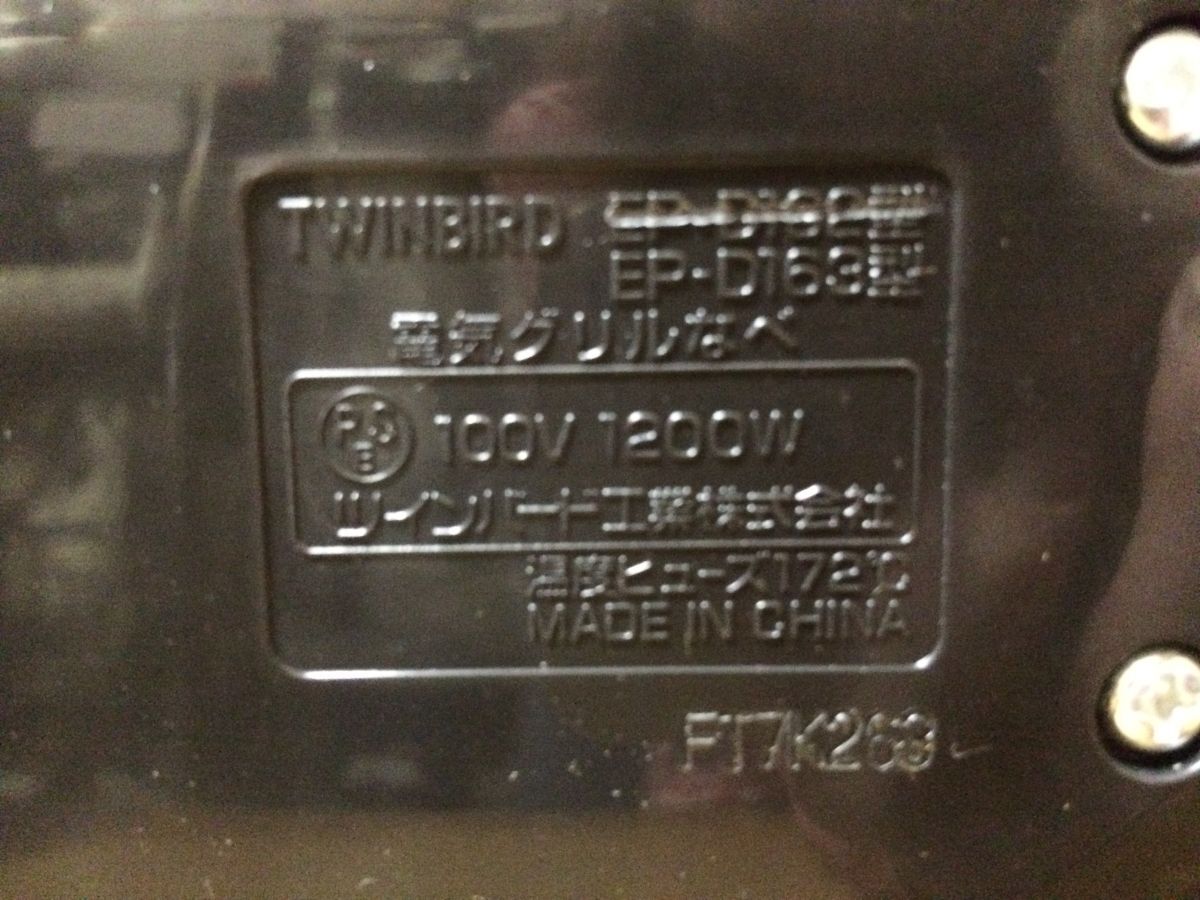 TWINBIRD EP-D162型
EP-D163型
電気グリルなべ
PSE 100V 1200W
ツインバード工業株式会社
温度ヒューズ172℃
MADE IN CHINA
FT7K263